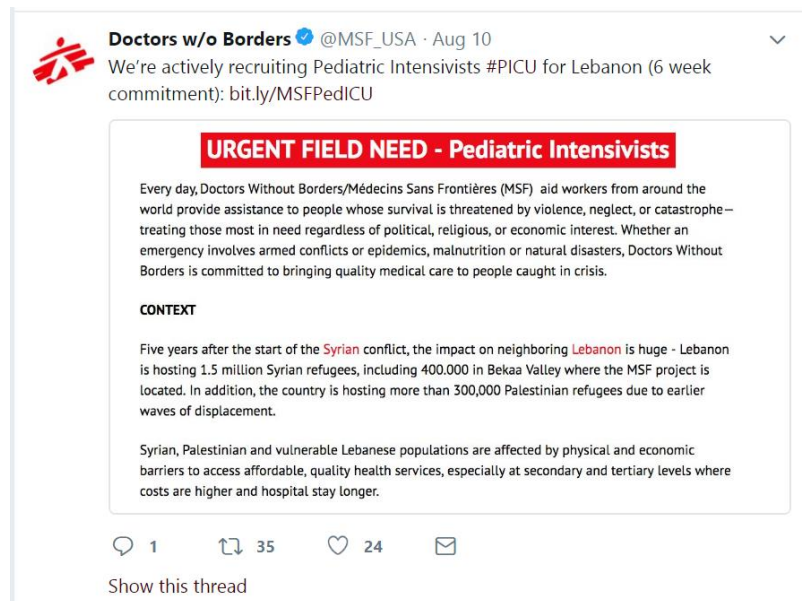 Doctors w/o Borders @MSF_USA · Aug 10
We’re actively recruiting Pediatric Intensivists #PICU for Lebanon (6 week
commitment): bit.ly/MSFPedICU
URGENT FIELD NEED - Pediatric Intensivists
Every day, Doctors Without Borders/Médecins Sans Frontières (MSF) aid workers from around the
world provide assistance to people whose survival is threatened by violence, neglect, or catastrophe—
treating those most in need regardless of political, religious, or economic interest. Whether an
emergency involves armed conflicts or epidemics, malnutrition or natural disasters, Doctors Without
Borders is committed to bringing quality medical care to people caught in crisis.
CONTEXT
Five years after the start of the Syrian conflict, the impact on neighboring Lebanon is huge - Lebanon
is hosting 1.5 million Syrian refugees, including 400.000 in Bekaa Valley where the MSF project is
located. In addition, the country is hosting more than 300,000 Palestinian refugees due to earlier
waves of displacement.
Syrian, Palestinian and vulnerable Lebanese populations are affected by physical and economic
barriers to access affordable, quality health services, especially at secondary and tertiary levels where
costs are higher and hospital stay longer.
1 35 24
Show this thread